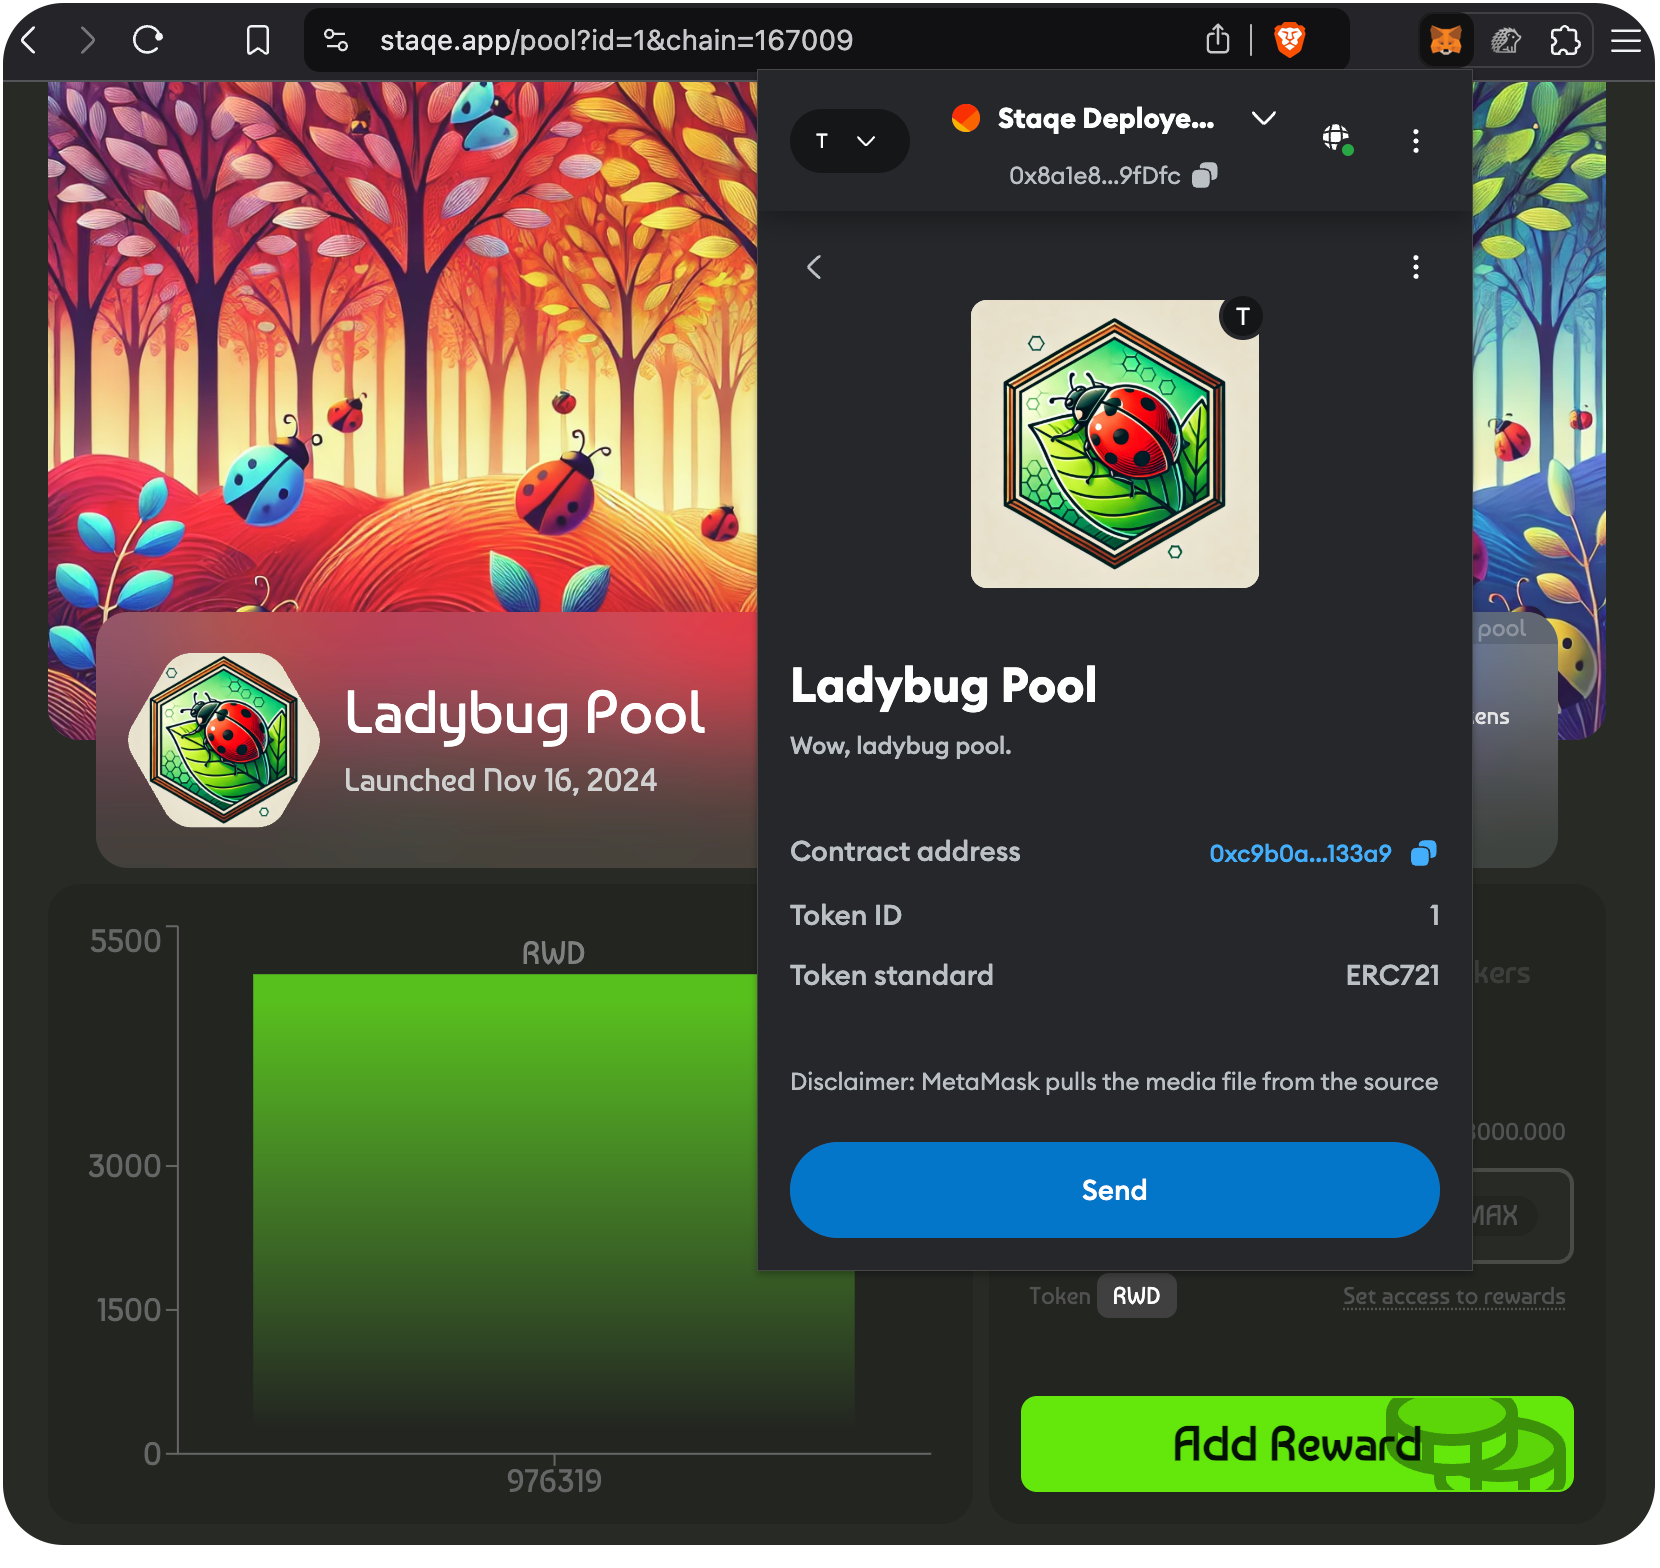 staqe.app/pool?id=1&chain=167009
T
Staqe Deploye...
0x8a1e8...9fDfc
T
Ladybug Pool
Launched Nov 16, 2024
Ladybug Pool
Wow, ladybug pool.
Contract address 0xc9b0a...133a9
Token ID 1
Token standard ERC721
Disclaimer: MetaMask pulls the media file from the source
Send
pool
ens
kers
5500
3000
1500
0
RWD
976319
3000.000
MAX
Token RWD
Set access to rewards
Add Reward